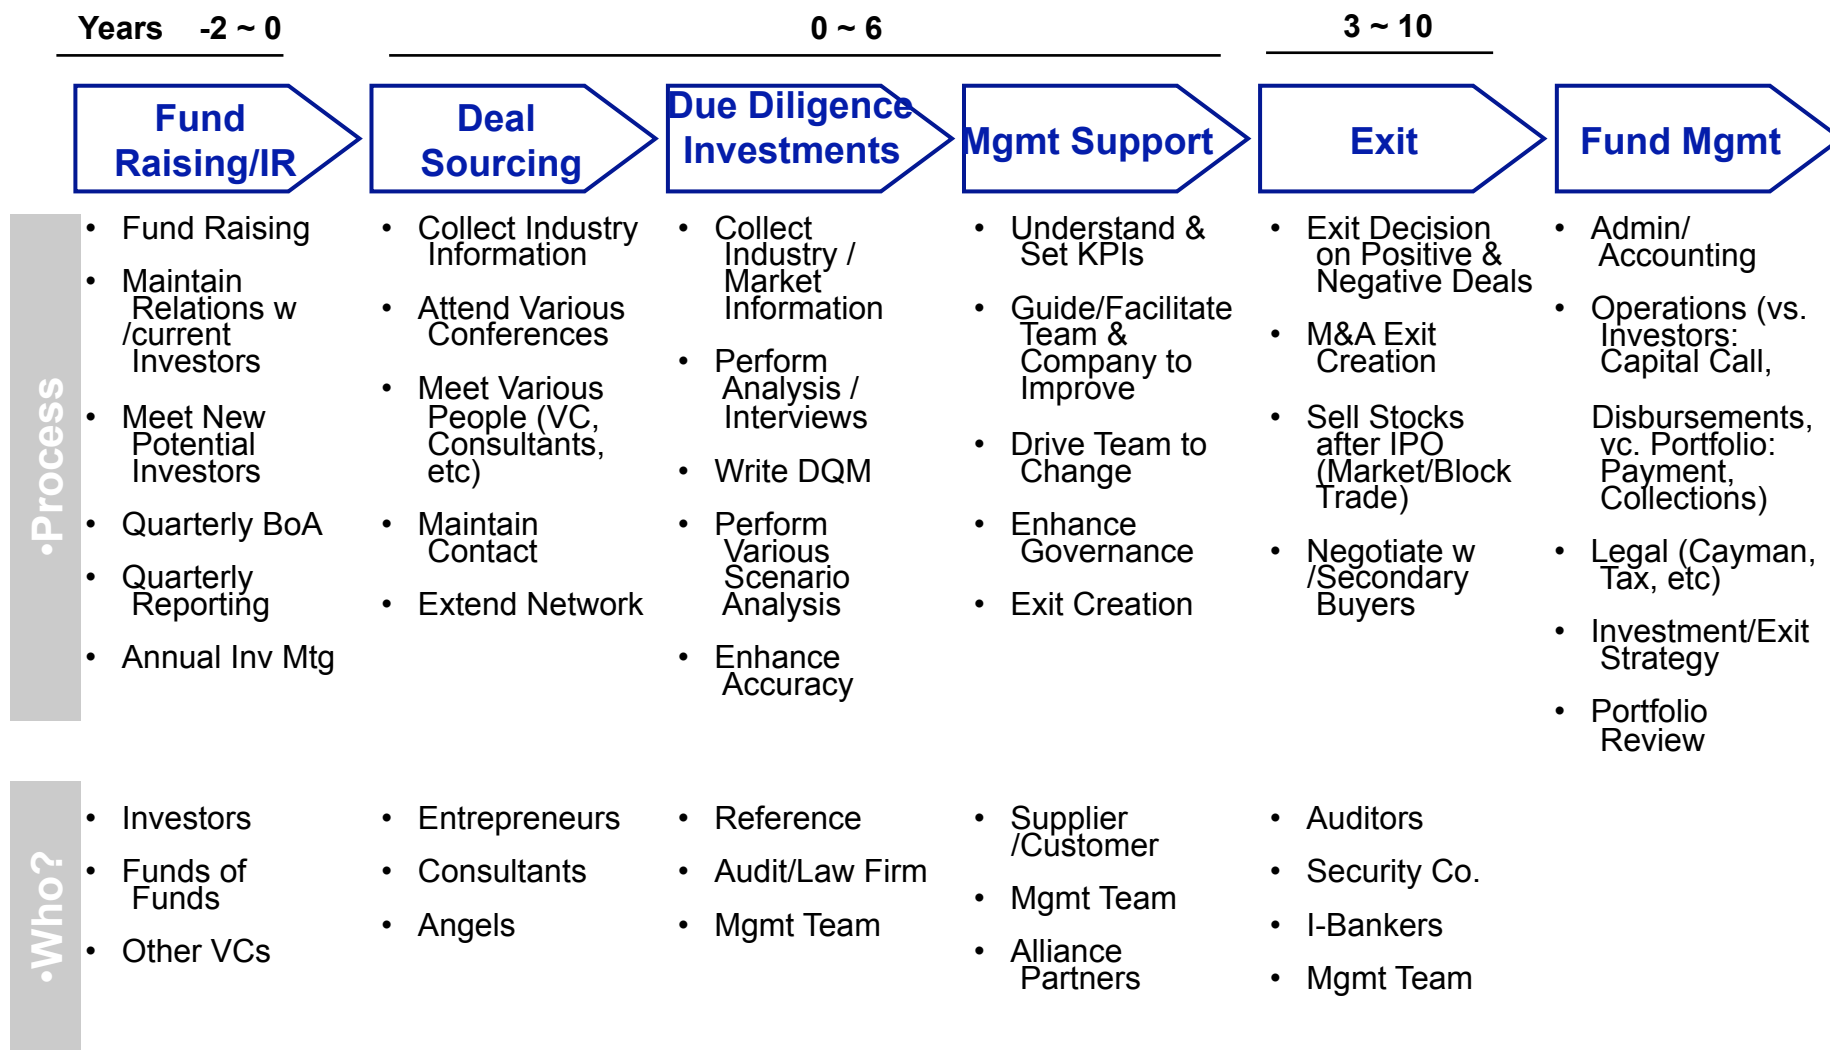 Years -2 ~ 0
0 ~ 6
3 ~ 10
Fund
Raising/IR
Deal
Sourcing
Due Diligence
Investments
Mgmt Support
Exit
Fund Mgmt
•Process
• Fund Raising
• Maintain
Relations w
/current
Investors
• Meet New
Potential
Investors
• Quarterly BoA
• Quarterly
Reporting
• Annual Inv Mtg
• Collect Industry
Information
• Attend Various
Conferences
• Meet Various
People (VC,
Consultants,
etc)
• Maintain
Contact
• Extend Network
• Collect
Industry /
Market
Information
• Perform
Analysis /
Interviews
• Write DQM
• Perform
Various
Scenario
Analysis
• Enhance
Accuracy
• Understand &
Set KPIs
• Guide/Facilitate
Team &
Company to
Improve
• Drive Team to
Change
• Enhance
Governance
• Exit Creation
• Exit Decision
on Positive &
Negative Deals
• M&A Exit
Creation
• Sell Stocks
after IPO
(Market/Block
Trade)
• Negotiate w
/Secondary
Buyers
• Admin/
Accounting
• Operations (vs.
Investors:
Capital Call,
Disbursements,
vc. Portfolio:
Payment,
Collections)
• Legal (Cayman,
Tax, etc)
• Investment/Exit
Strategy
• Portfolio
Review
•Who?
• Investors
• Funds of
Funds
• Other VCs
• Entrepreneurs
• Consultants
• Angels
• Reference
• Audit/Law Firm
• Mgmt Team
• Supplier
/Customer
• Mgmt Team
• Alliance
Partners
• Auditors
• Security Co.
• I-Bankers
• Mgmt Team